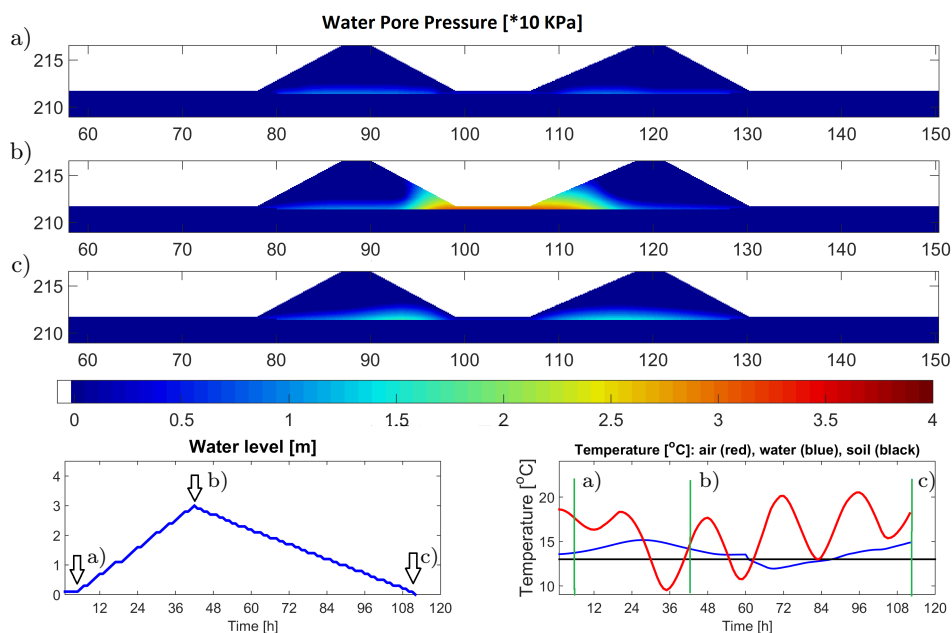 Water Pore Pressure [*10 KPa]
a)
215
210
60 70 80 90 100 110 120 130 140 150
b)
215
210
60 70 80 90 100 110 120 130 140 150
c)
215
210
60 70 80 90 100 110 120 130 140 150
0 0.5 1 1.5 2 2.5 3 3.5 4
Water level [m]
4
3
2
1
0
a)
b)
c)
12 24 36 48 60 72 84 96 108 120
Time [h]
Temperature [°C]: air (red), water (blue), soil (black)
Temperature [°C]
20
15
10
a)
b)
c)
12 24 36 48 60 72 84 96 108 120
Time [h]